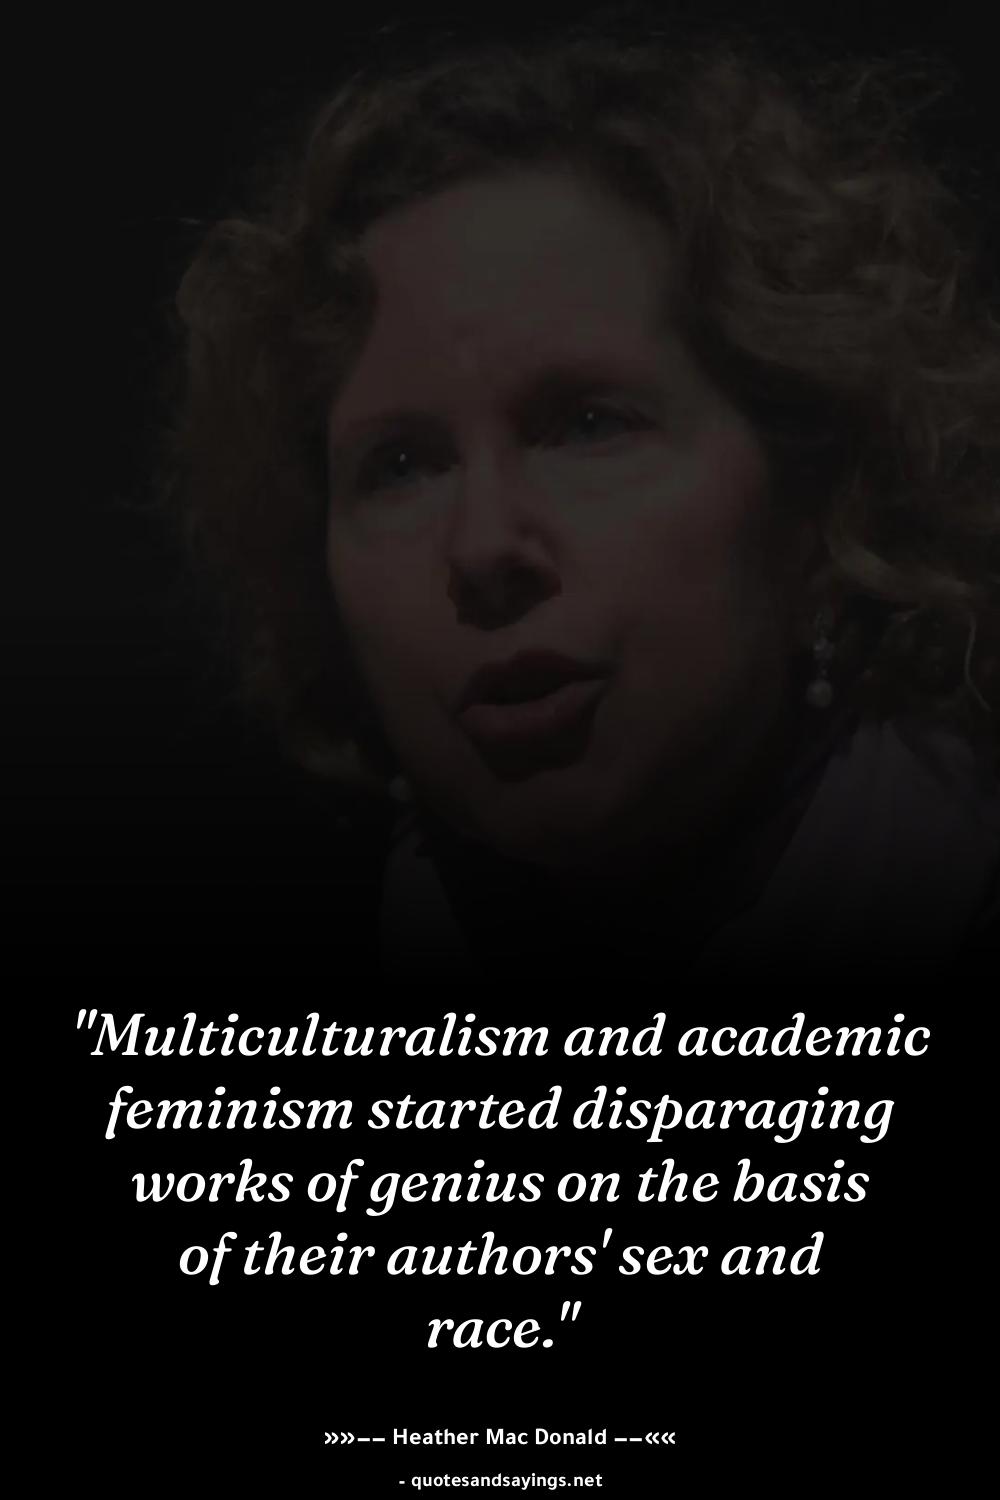 "Multiculturalism and academic
feminism started disparaging
works of genius on the basis
of their authors' sex and
race."
»»−− Heather Mac Donald −−««
- quotesandsayings.net